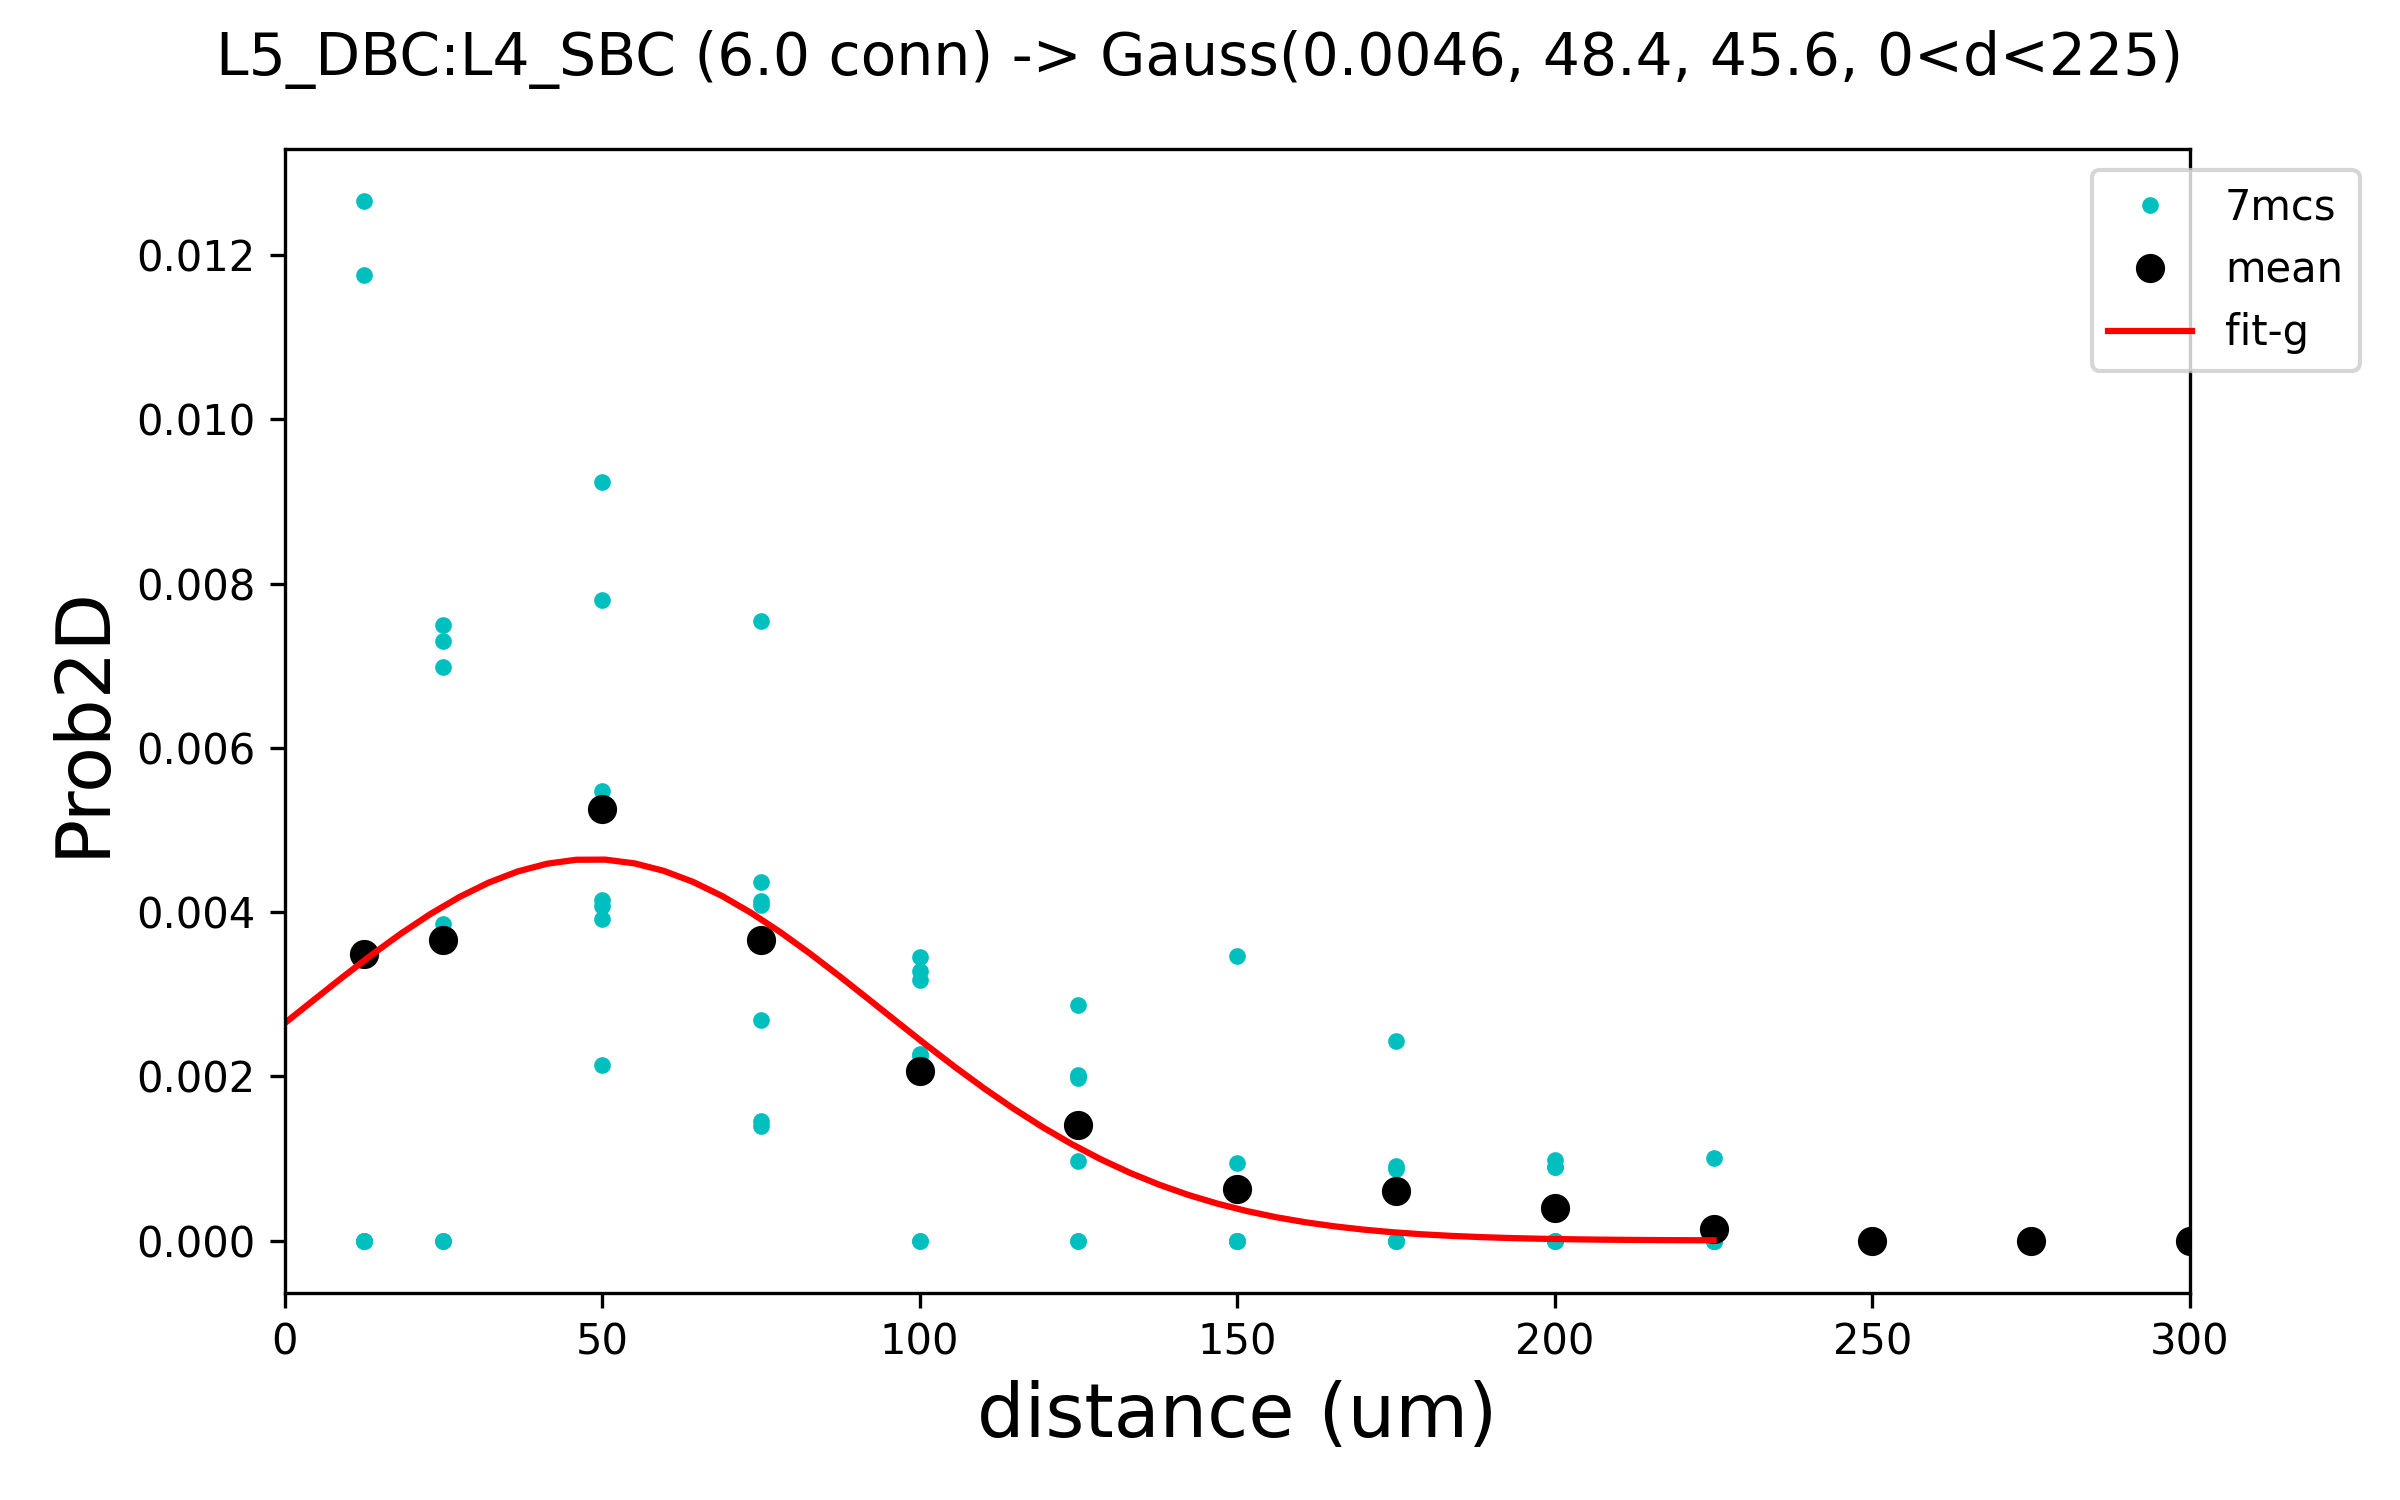 L5_DBC:L4_SBC (6.0 conn) -> Gauss(0.0046, 48.4, 45.6, 0<d<225)
7mcs
mean
fit-g
0.012
0.010
0.008
0.006
0.004
0.002
0.000
Prob2D
0 50 100 150 200 250 300
distance (um)